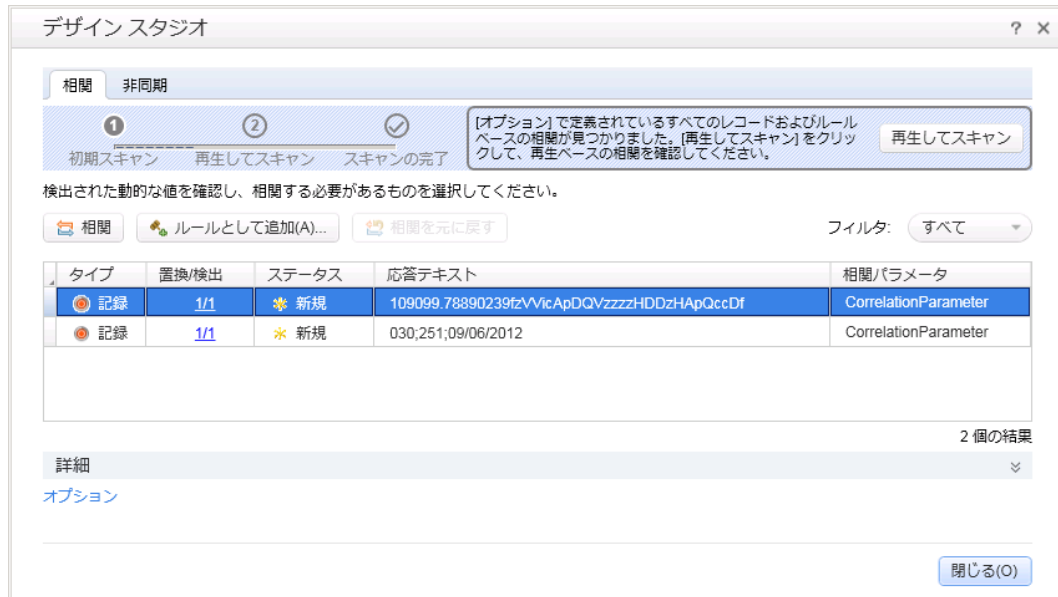 デザイン スタジオ
? ×
相関 非同期
1 2
初期スキャン 再生してスキャン スキャンの完了
[オプション] で定義されているすべてのレコードおよびルール
ベースの相関が見つかりました。[再生してスキャン] をクリッ
クして、再生ベースの相関を確認してください。
再生してスキャン
検出された動的な値を確認し、相関する必要があるものを選択してください。
相関 ルールとして追加(A)... 相関を元に戻す フィルタ: すべて
タイプ 置換/検出 ステータス 応答テキスト 相関パラメータ
記録 1/1 新規 109099.78890239fzVVicApDQVzzzzHDDzHApQccDf CorrelationParameter
記録 1/1 新規 030;251;09/06/2012 CorrelationParameter
2 個の結果
詳細
オプション
閉じる(O)